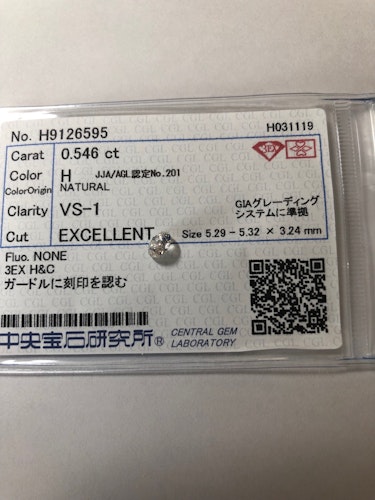 No. H9126595 H031119
Carat 0.546 ct
Color H JJA/AGL認定No.201
ColorOrigin NATURAL
Clarity VS-1 GIAグレーディング
システムに準拠
Cut EXCELLENT Size 5.29 - 5.32 × 3.24 mm
Fluo. NONE
3EX H&C
ガードルに刻印を認む
中央宝石研究所® CENTRAL GEM
LABORATORY